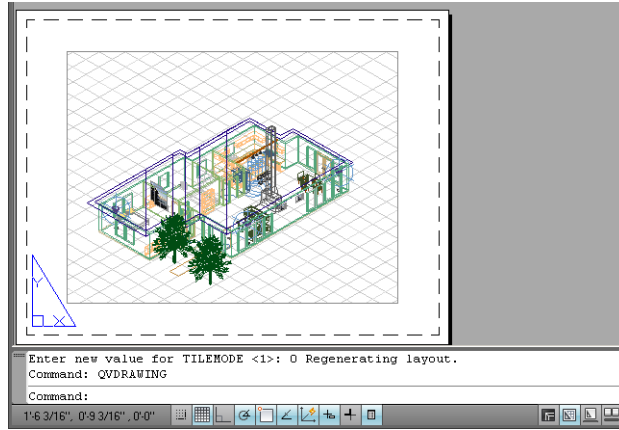 Y
X
Enter new value for TILEMODE <1>: 0 Regenerating layout.
Command: QVDRAWING
Command:
1'-6 3/16", 0'-9 3/16" , 0'-0"